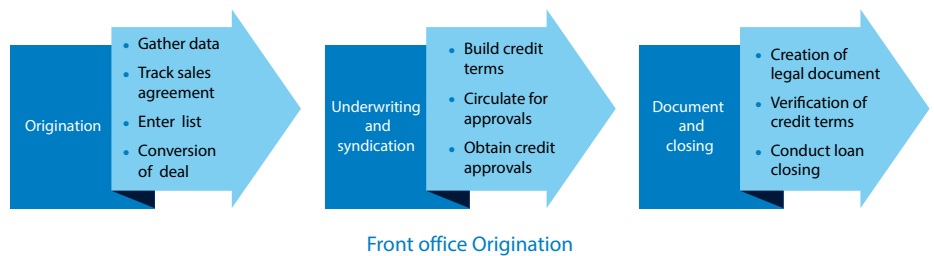 Origination
• Gather data
• Track sales
agreement
• Enter list
• Conversion
of deal
Underwriting
and
syndication
• Build credit
terms
• Circulate for
approvals
• Obtain credit
approvals
Document
and
closing
• Creation of
legal document
• Verification of
credit terms
• Conduct loan
closing
Front office Origination